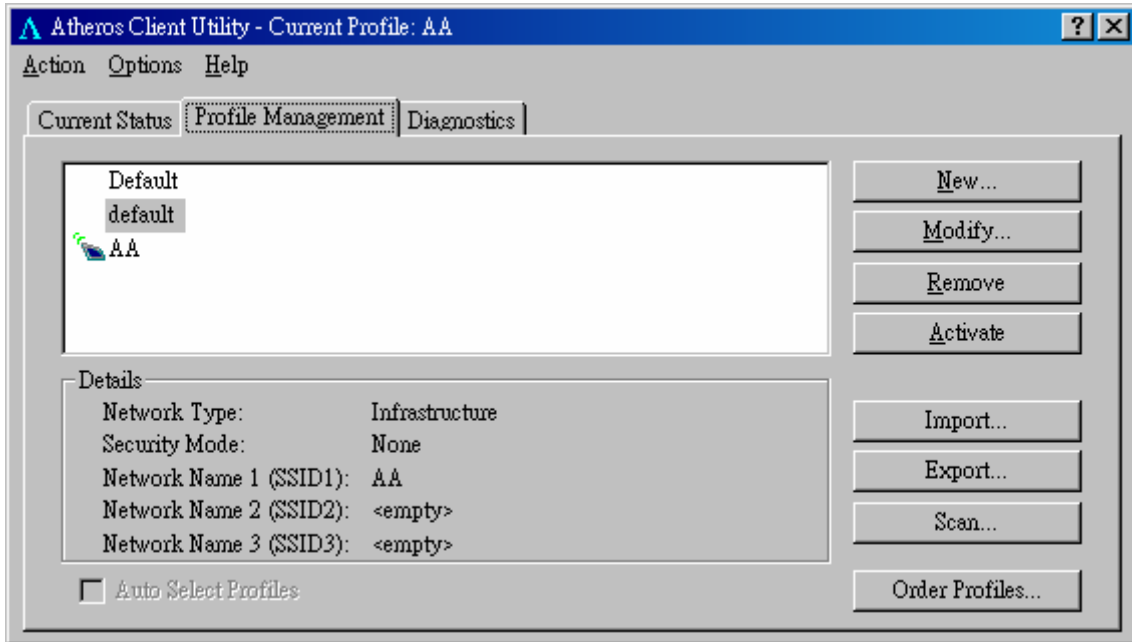 Atheros Client Utility - Current Profile: AA
Action Options Help
Current Status Profile Management Diagnostics
Default
default
AA
New...
Modify...
Remove
Activate
Details
Network Type: Infrastructure
Security Mode: None
Network Name 1 (SSID1): AA
Network Name 2 (SSID2): <empty>
Network Name 3 (SSID3): <empty>
Import...
Export...
Scan...
Auto Select Profiles
Order Profiles...